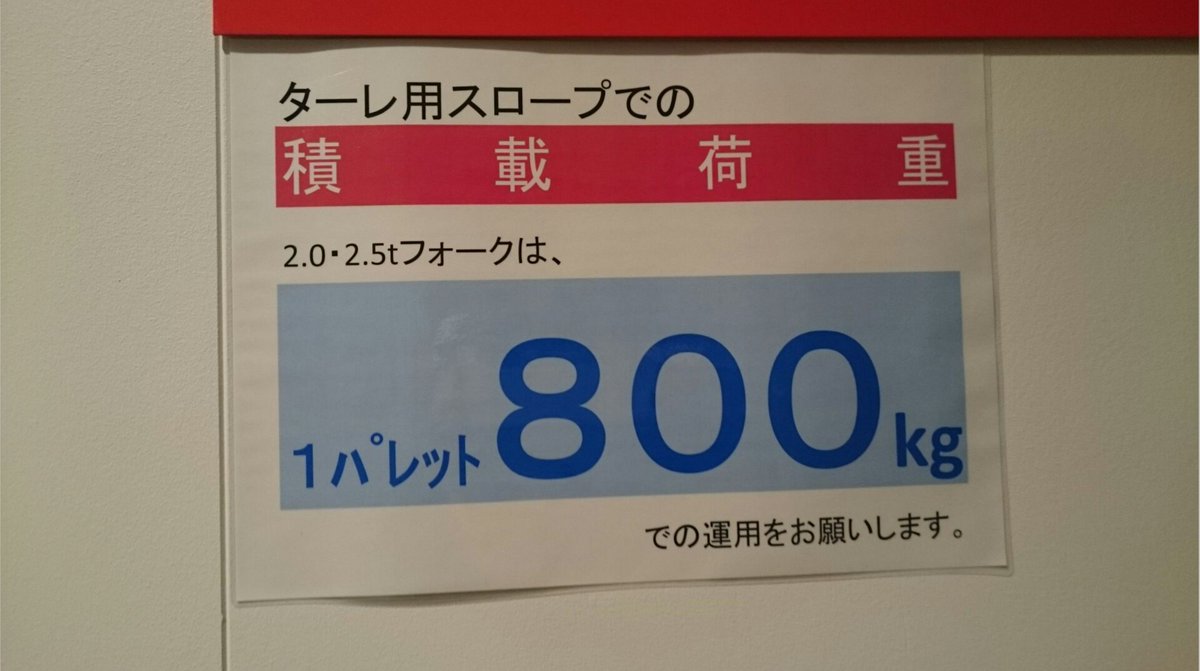 ターレ用スロープでの
積載荷重
2.0・2.5tフォークは、
1パレット800kg
での運用をお願いします。